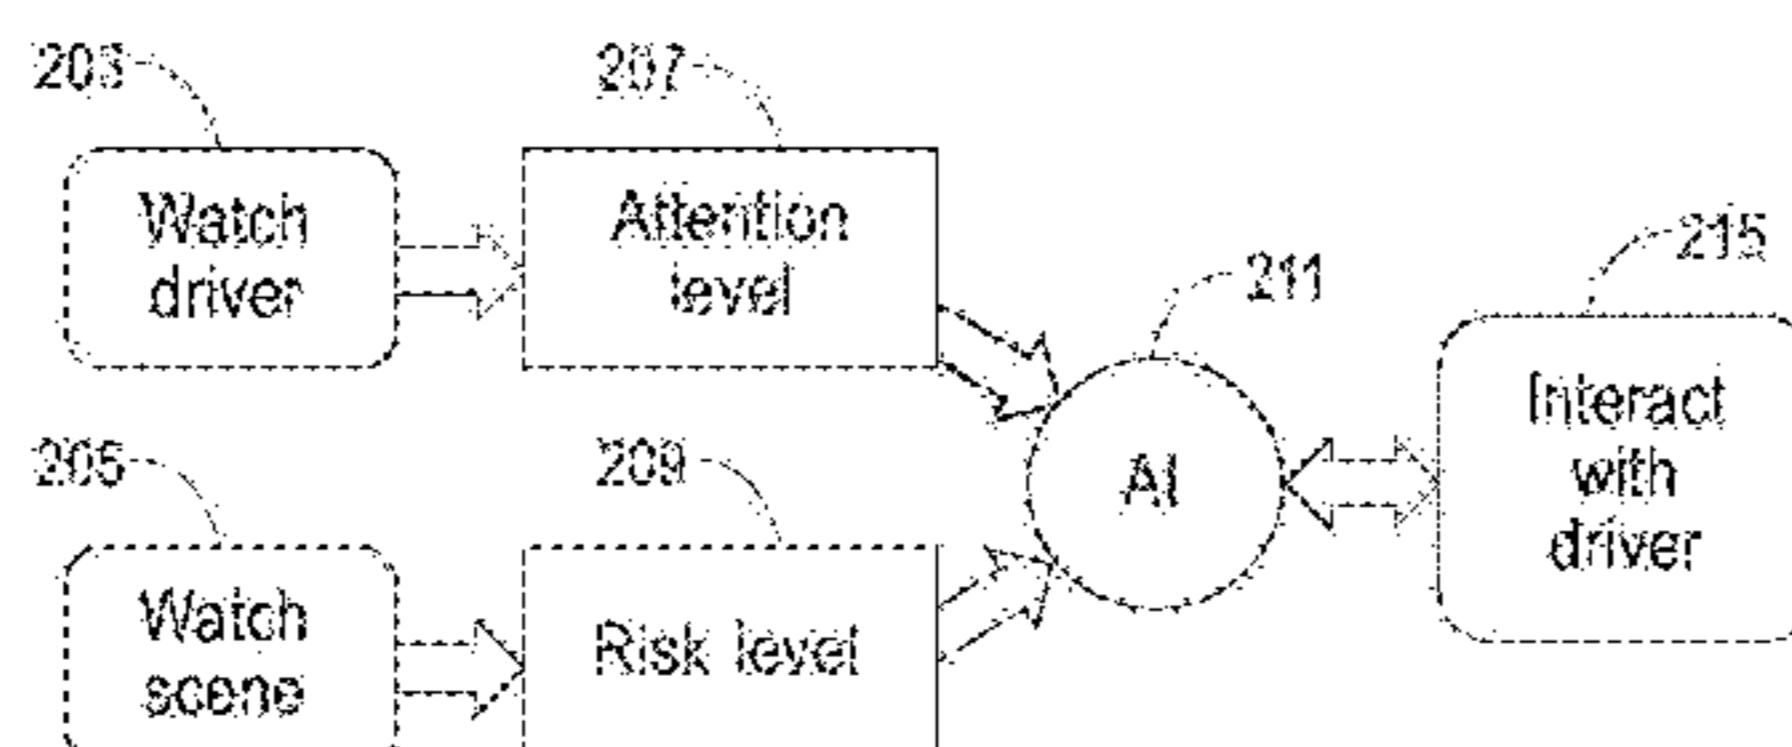 203
207
Watch
driver
Attention
level
211
215
Interact
with
driver
AI
205
209
Watch
scene
Risk level